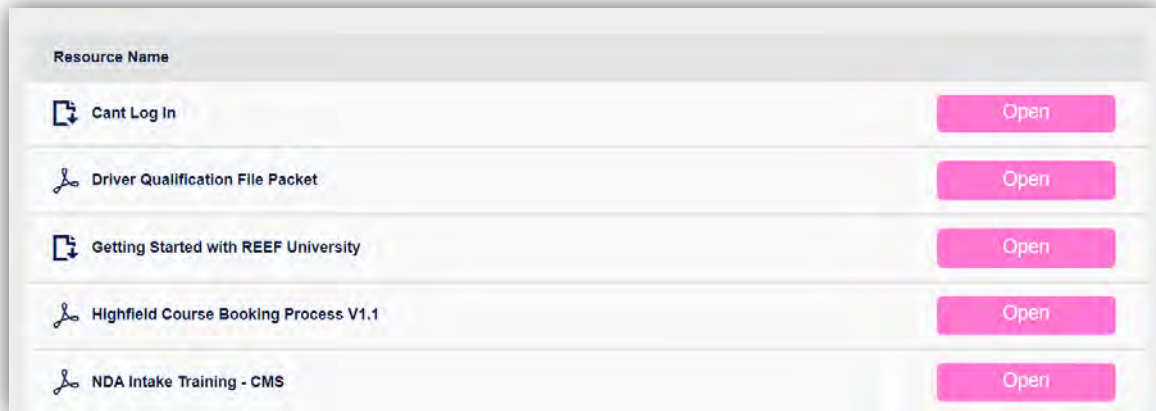 Resource Name
Cant Log In
Open
Driver Qualification File Packet
Open
Getting Started with REEF University
Open
Highfield Course Booking Process V1.1
Open
NDA Intake Training - CMS
Open